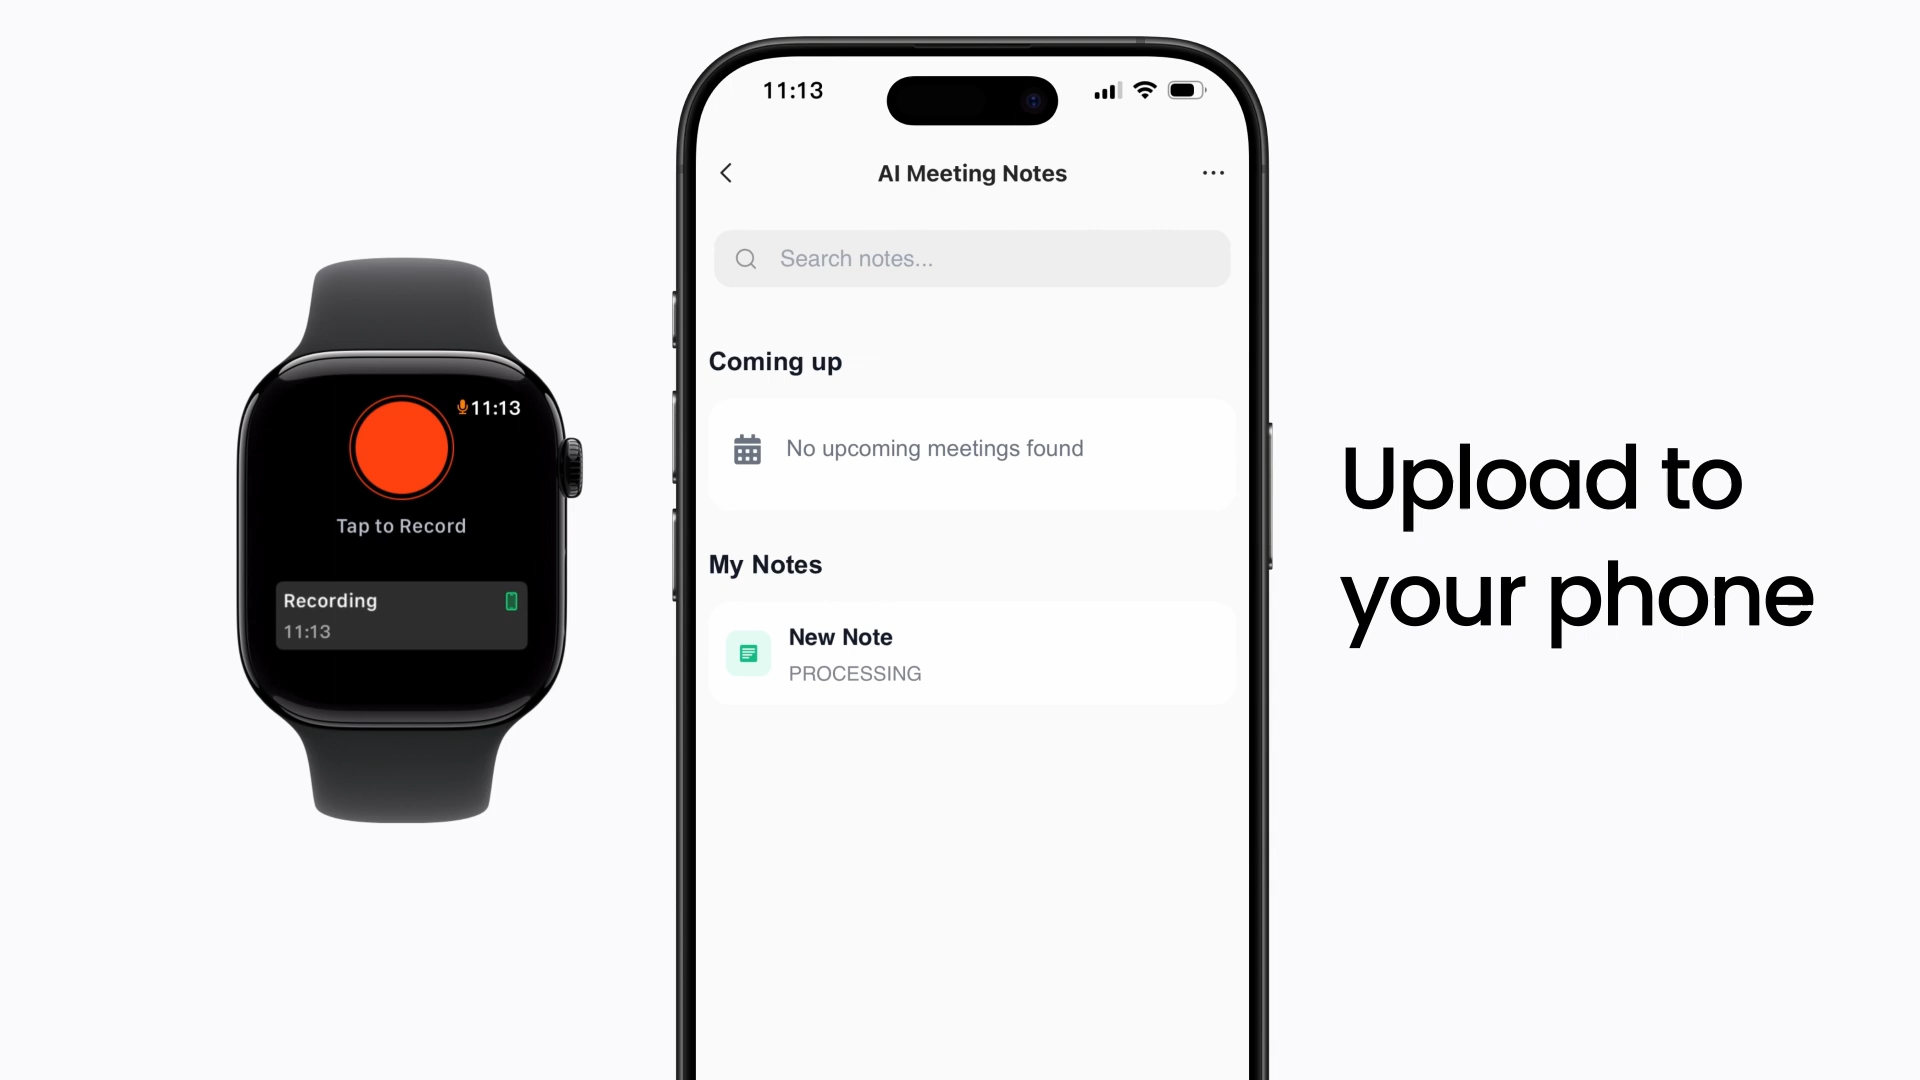 11:13
Tap to Record
Recording
11:13
11:13
AI Meeting Notes
Search notes...
Coming up
No upcoming meetings found
My Notes
New Note
PROCESSING
Upload to
your phone